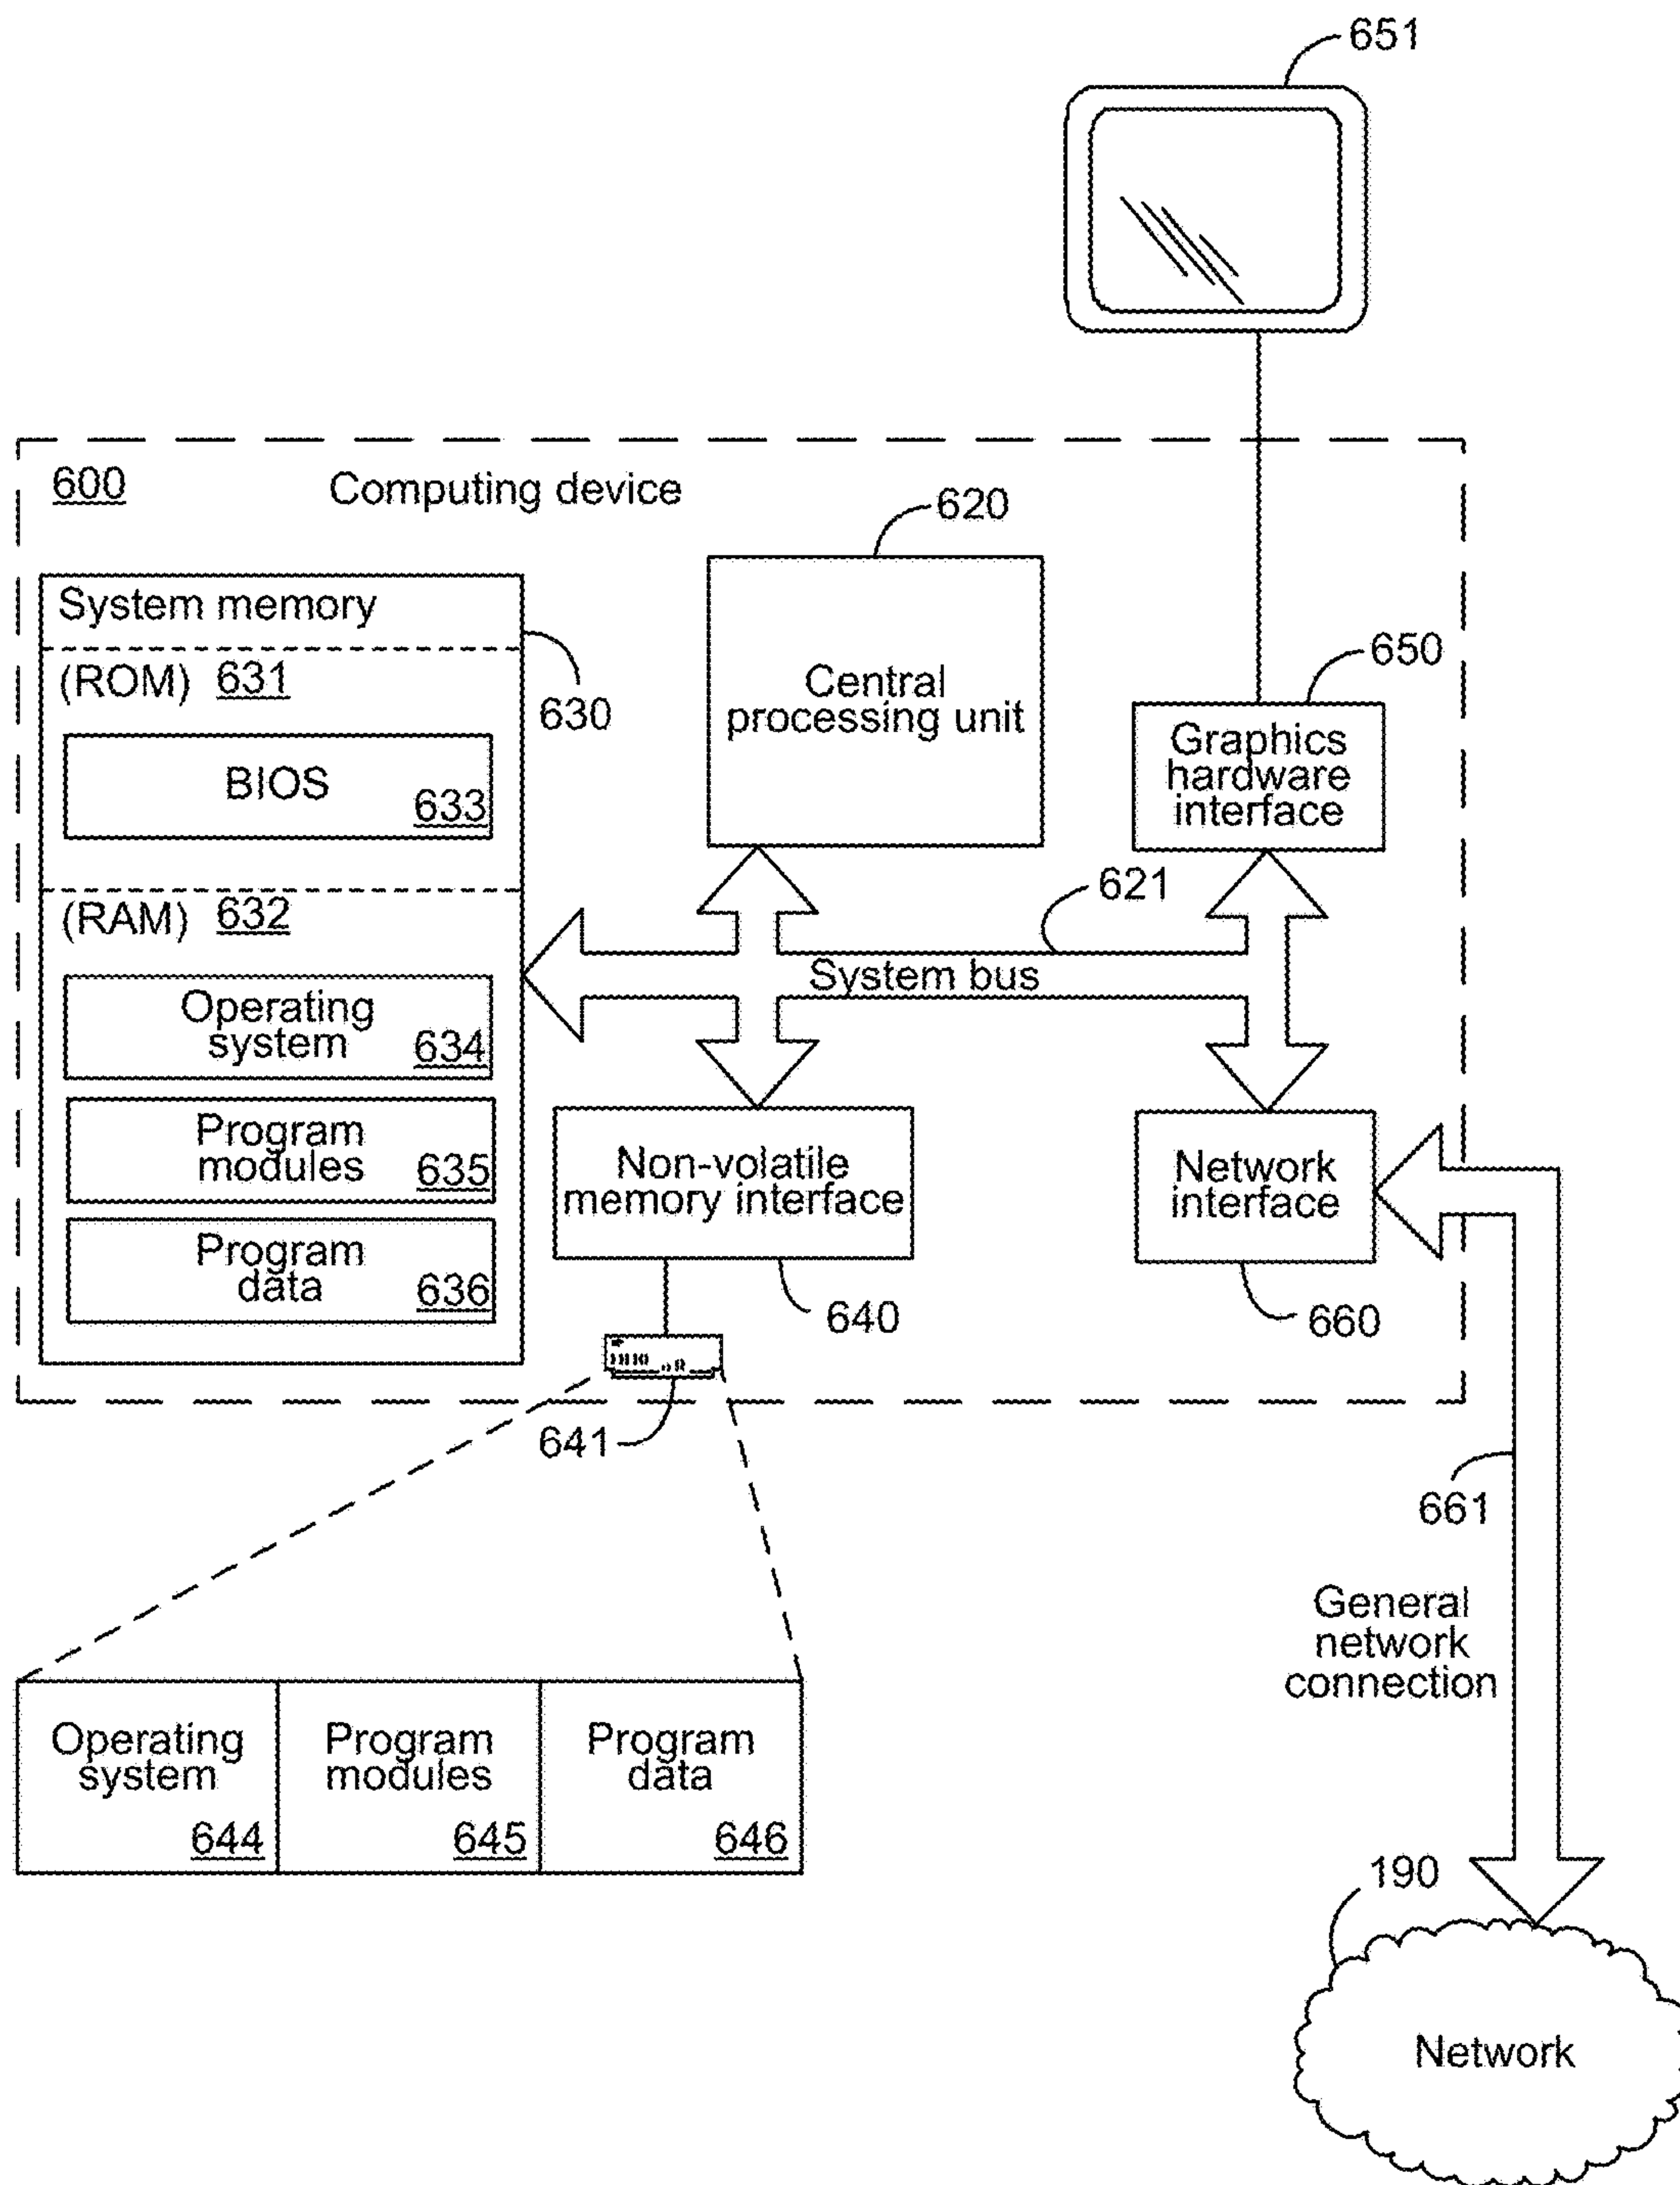 651
600
Computing device
620
System memory
(ROM) 631
630
BIOS
633
Central
processing unit
650
Graphics
hardware
interface
621
(RAM) 632
System bus
Operating
system
634
Program
modules
635
Program
data
636
Non-volatile
memory interface
640
Network
interface
660
641
661
General
network
connection
Operating
system
644
Program
modules
645
Program
data
646
190
Network